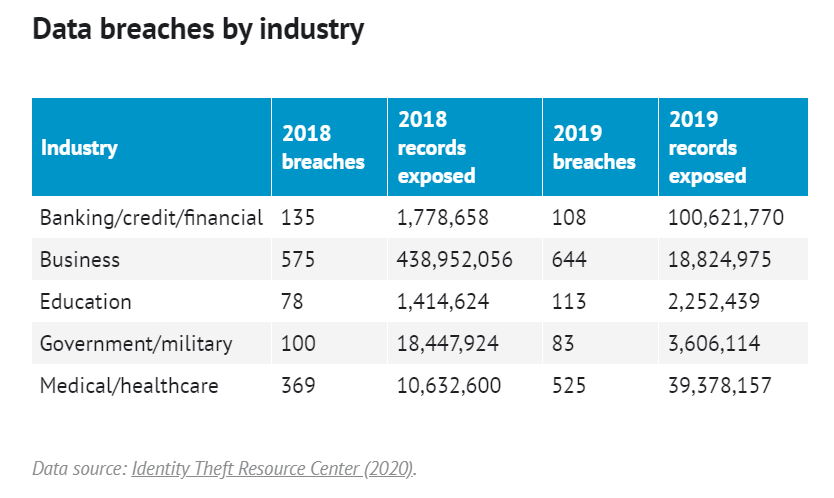 Data breaches by industry
Industry 2018 breaches 2018 records exposed 2019 breaches 2019 records exposed
Banking/credit/financial 135 1,778,658 108 100,621,770
Business 575 438,952,056 644 18,824,975
Education 78 1,414,624 113 2,252,439
Government/military 100 18,447,924 83 3,606,114
Medical/healthcare 369 10,632,600 525 39,378,157
Data source: Identity Theft Resource Center (2020).